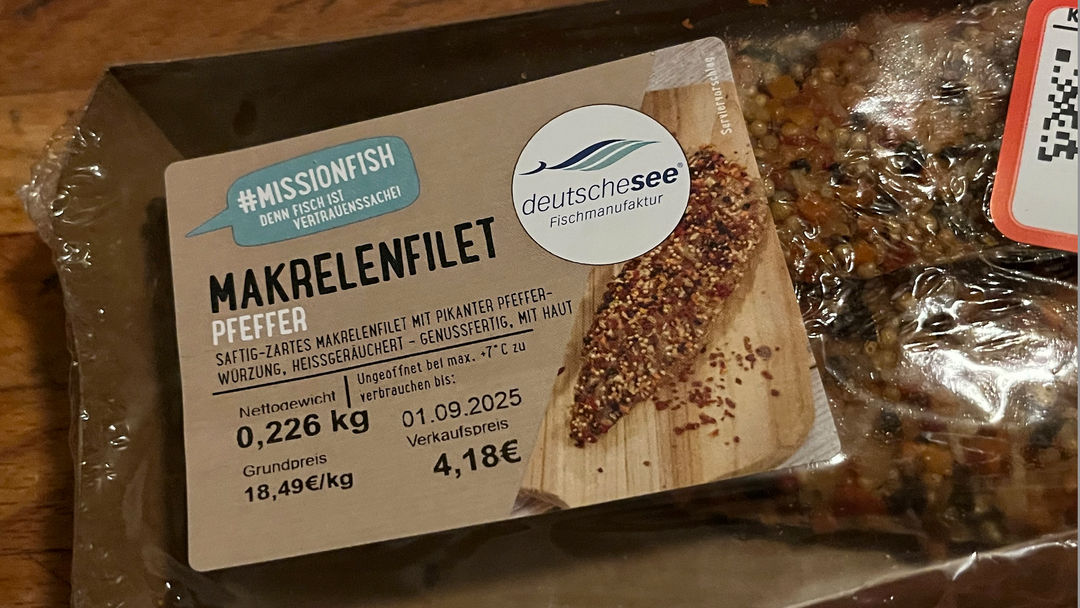 #MISSIONFISH
DENN FISCH IST
VERTRAUENSSACHE!
deutschesee®
Fischmanufaktur
MAKRELENFILET
PFEFFER
SAFTIG-ZARTES MAKRELENFILET MIT PIKANTER PFEFFER-
WÜRZUNG, HEISSGERÄUCHERT - GENUSSFERTIG, MIT HAUT
Nettogewicht
0,226 kg
Ungeöffnet bei max. +7°C zu
verbrauchen bis:
01.09.2025
Grundpreis
18,49€/kg
Verkaufspreis
4,18€
Serviervorschlag
K